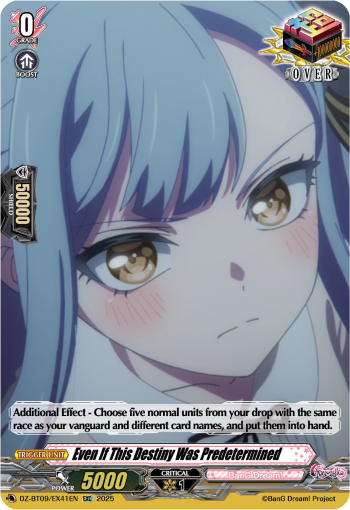 0
GRADE
BOOST
+100000000
OVER
50000
SHIELD
Additional Effect - Choose five normal units from your drop with the same
race as your vanguard and different card names, and put them into hand.
TRIGGER UNIT
Even If This Destiny Was Predetermined
POWER
5000
CRITICAL
1
BanG Dream!
DZ-BT09/EX41EN
2025
©BanG Dream! Project